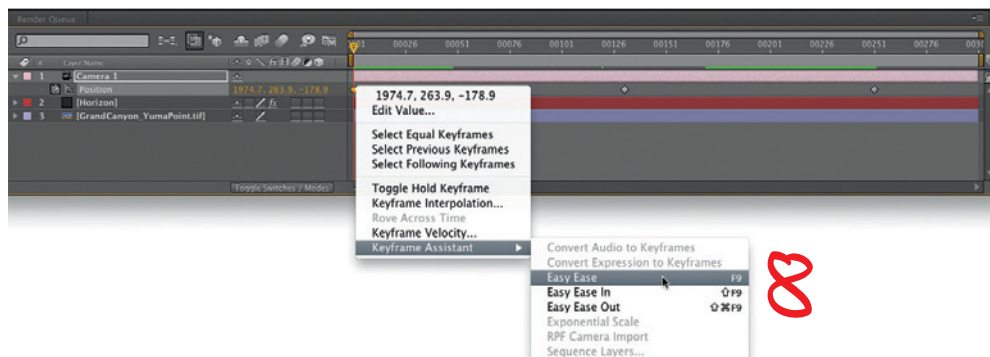 Render Queue
00026 00051 00076 00101 00126 00151 00176 00201 00226 00251 00276
# Layer Name
1 Camera 1
Position 1974.7, 263.9, -178.9
2 [Horizon]
3 [GrandCanyon_YumaPoint.tif]
Toggle Switches / Modes
1974.7, 263.9, -178.9
Edit Value...
Select Equal Keyframes
Select Previous Keyframes
Select Following Keyframes
Toggle Hold Keyframe
Keyframe Interpolation...
Rove Across Time
Keyframe Velocity...
Keyframe Assistant
Convert Audio to Keyframes
Convert Expression to Keyframes
Easy Ease F9
Easy Ease In ⇧F9
Easy Ease Out ⇧⌘F9
Exponential Scale
RPF Camera Import
Sequence Layers...
8